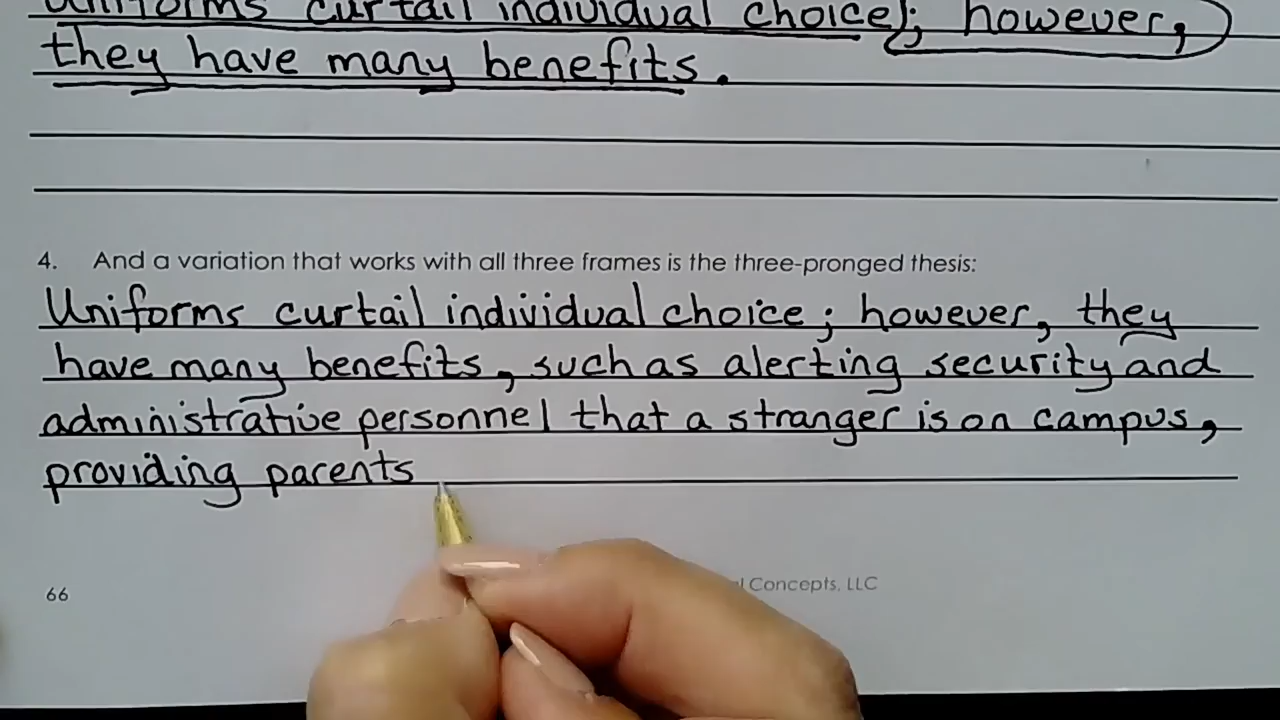 Uniforms curtail individual choice); however,
they have many benefits.
4. And a variation that works with all three frames is the three-pronged thesis:
Uniforms curtail individual choice; however, they
have many benefits, such as alerting security and
administrative personnel that a stranger is on campus,
providing parents
66 Concepts, LLC